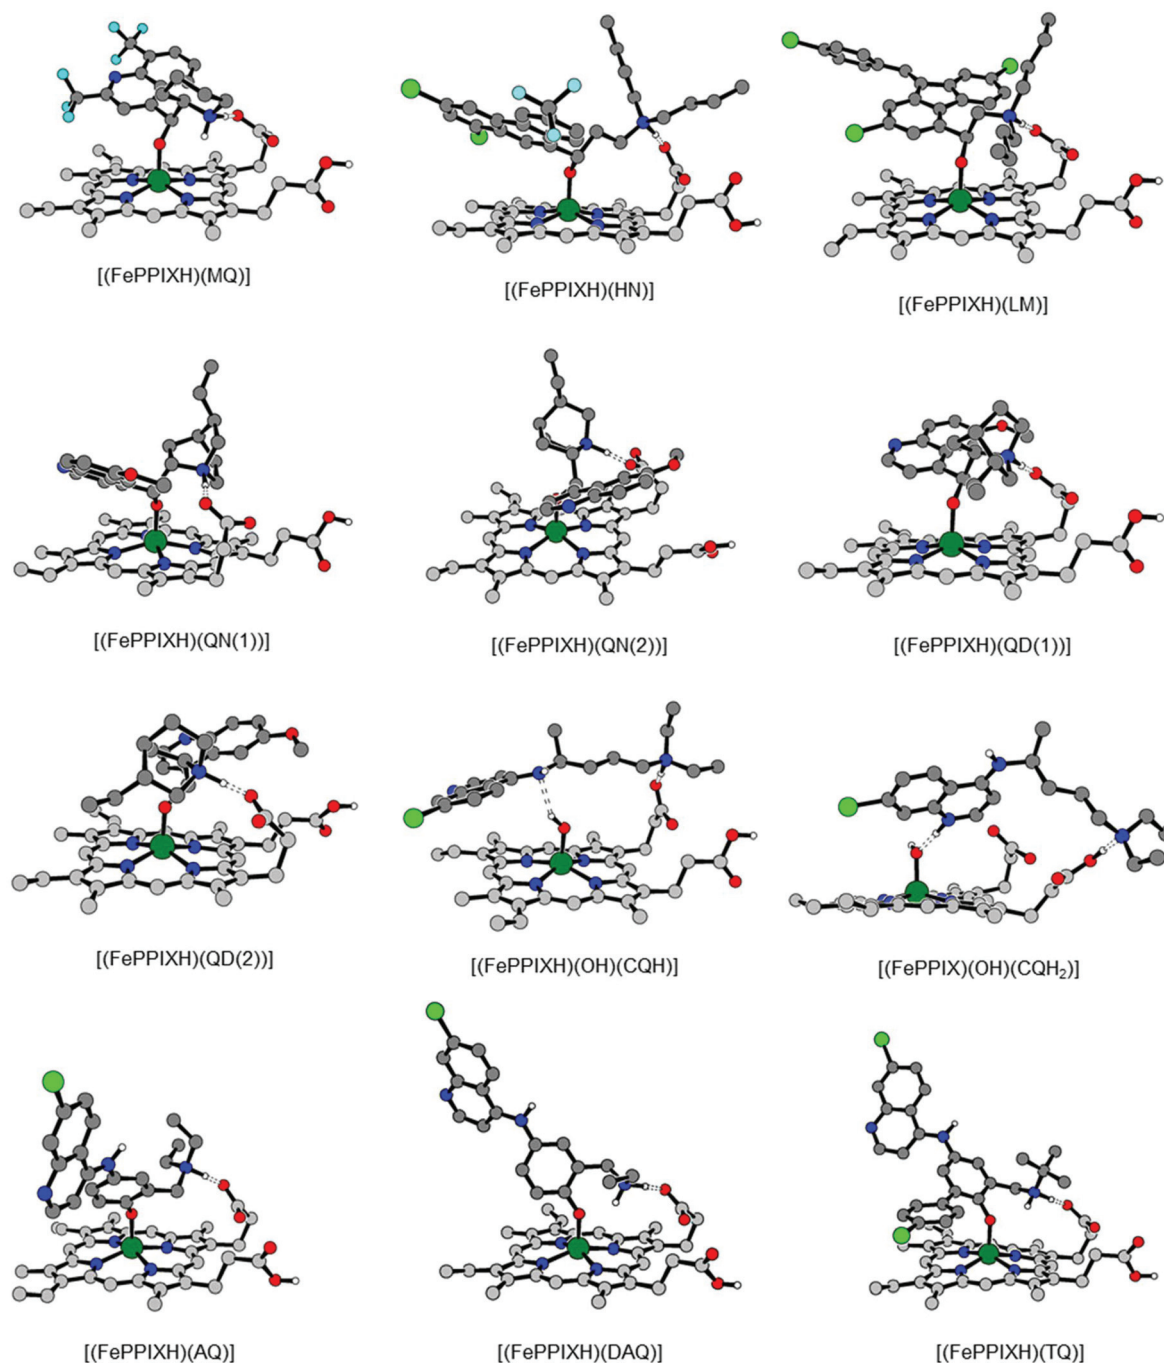 [(FePPIXH)(MQ)]
[(FePPIXH)(HN)]
[(FePPIXH)(LM)]
[(FePPIXH)(QN(1))]
[(FePPIXH)(QN(2))]
[(FePPIXH)(QD(1))]
[(FePPIXH)(QD(2))]
[(FePPIXH)(OH)(CQH)]
[(FePPIX)(OH)(CQH₂)]
[(FePPIXH)(AQ)]
[(FePPIXH)(DAQ)]
[(FePPIXH)(TQ)]